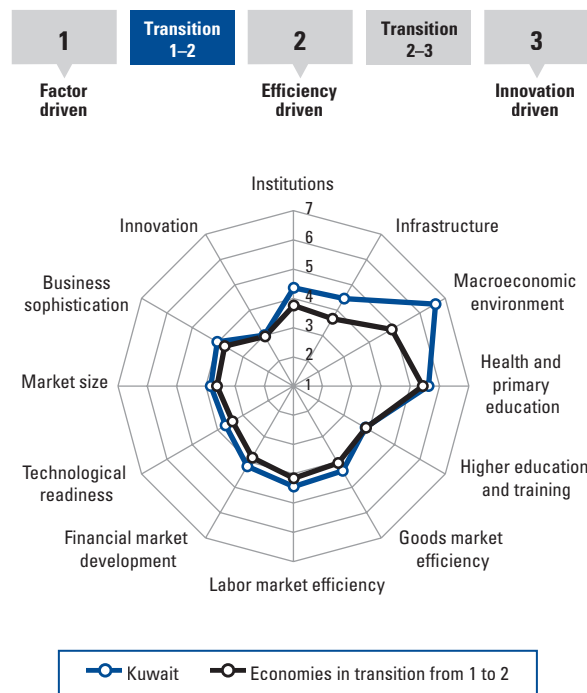 1
Transition
1–2
2
Transition
2–3
3
Factor
driven
Efficiency
driven
Innovation
driven
Institutions
7
6
5
4
3
2
1
Infrastructure
Macroeconomic
environment
Health and
primary
education
Higher education
and training
Goods market
efficiency
Labor market efficiency
Financial market
development
Technological
readiness
Market size
Business
sophistication
Innovation
Kuwait
Economies in transition from 1 to 2